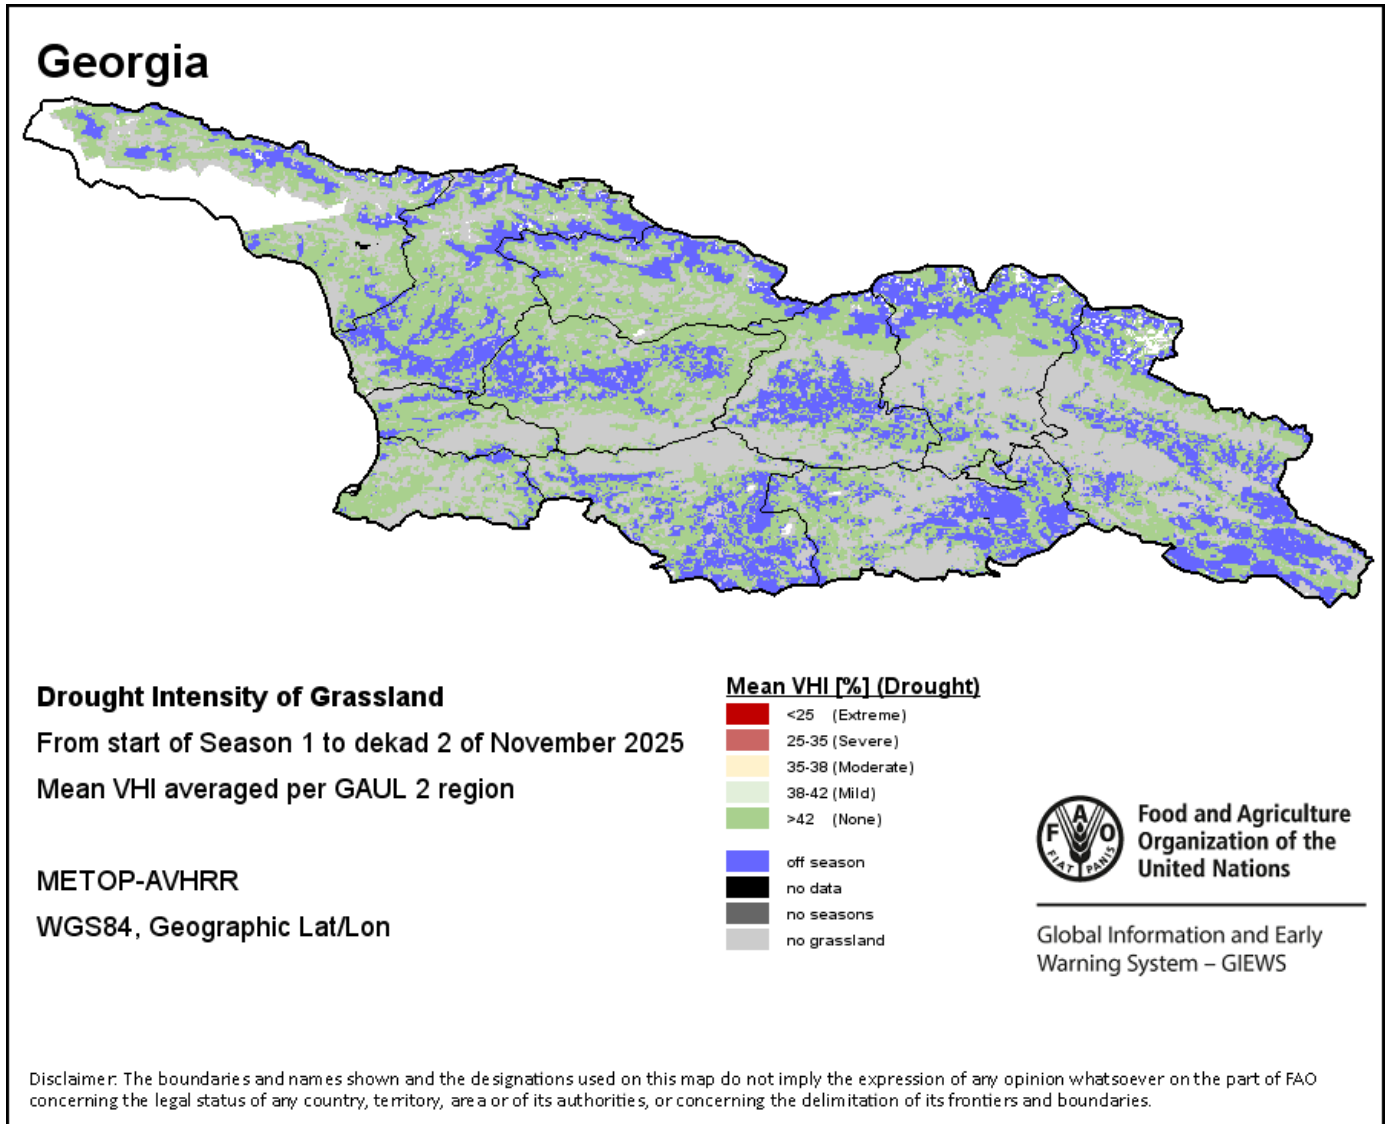 Georgia
Drought Intensity of Grassland
From start of Season 1 to dekad 2 of November 2025
Mean VHI averaged per GAUL 2 region
METOP-AVHRR
WGS84, Geographic Lat/Lon
Mean VHI [%] (Drought)
<25 (Extreme)
25-35 (Severe)
35-38 (Moderate)
38-42 (Mild)
>42 (None)
off season
no data
no seasons
no grassland
F A O
FIAT PANIS
Food and Agriculture
Organization of the
United Nations
Global Information and Early
Warning System – GIEWS
Disclaimer: The boundaries and names shown and the designations used on this map do not imply the expression of any opinion whatsoever on the part of FAO
concerning the legal status of any country, territory, area or of its authorities, or concerning the delimitation of its frontiers and boundaries.